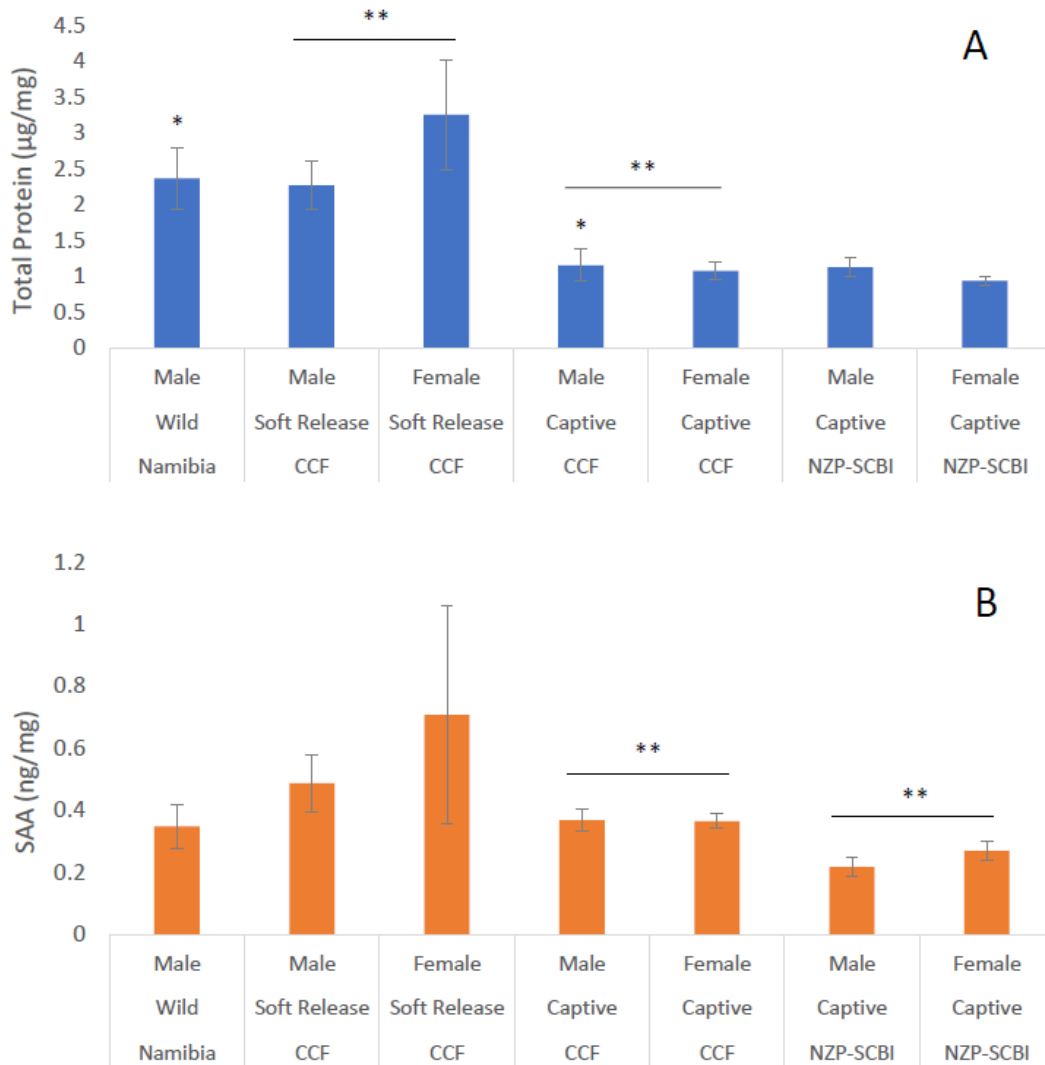 A
Total Protein (µg/mg)
4.5
4
3.5
3
2.5
2
1.5
1
0.5
0
**
*
**
*
Male Male Female Male Female Male Female
Wild Soft Release Soft Release Captive Captive Captive Captive
Namibia CCF CCF CCF CCF NZP-SCBI NZP-SCBI
B
SAA (ng/mg)
1.2
1
0.8
0.6
0.4
0.2
0
**
**
Male Male Female Male Female Male Female
Wild Soft Release Soft Release Captive Captive Captive Captive
Namibia CCF CCF CCF CCF NZP-SCBI NZP-SCBI